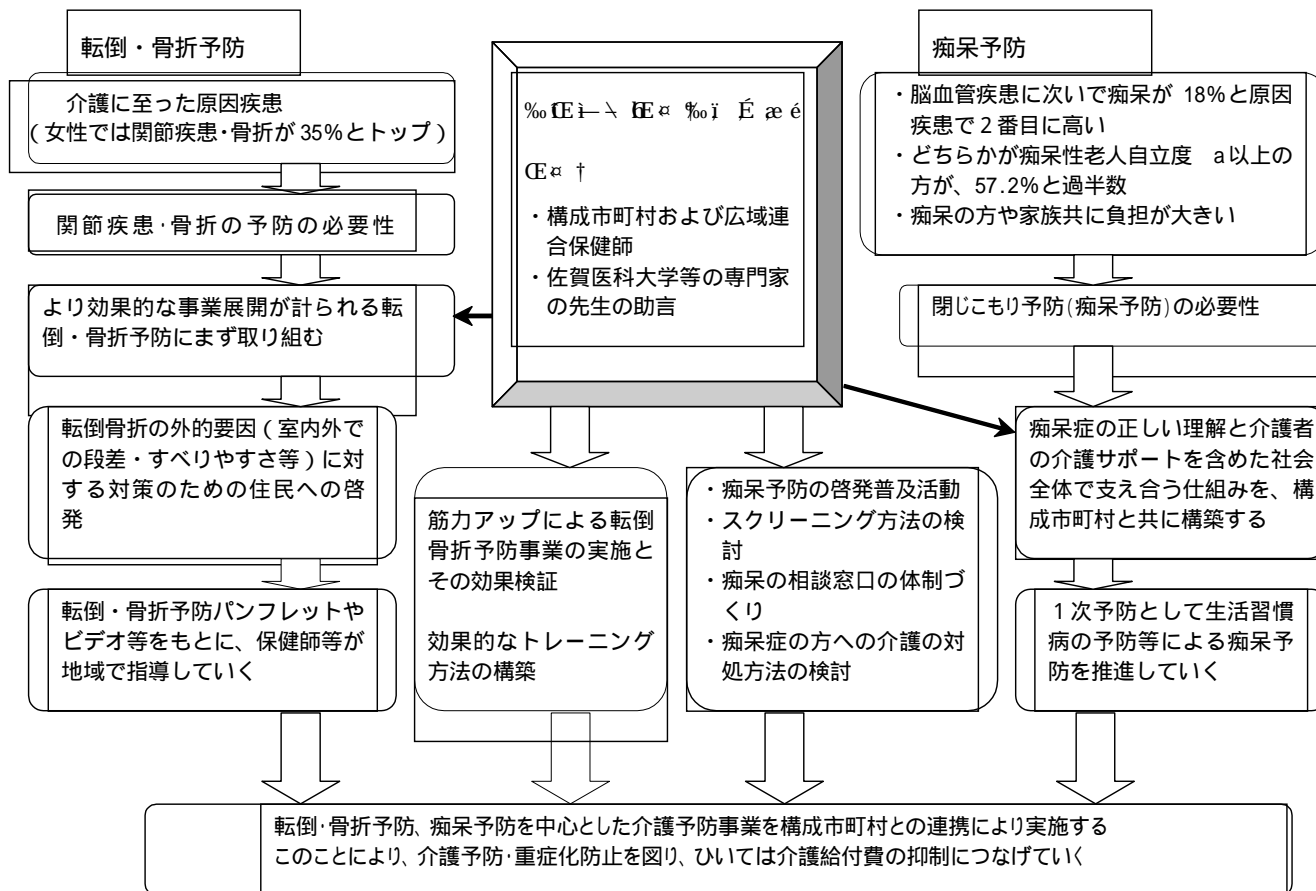 転倒・骨折予防
介護に至った原因疾患
（女性では関節疾患・骨折が 35%とトップ）
関節疾患・骨折の予防の必要性
より効果的な事業展開が計られる転
倒・骨折予防にまず取り組む
転倒骨折の外的要因（室内外で
の段差・すべりやすさ等）に対
する対策のための住民への啓
発
転倒・骨折予防パンフレットや
ビデオ等をもとに、保健師等が
地域で指導していく
・構成市町村および広域連
合保健師
・佐賀医科大学等の専門家
の先生の助言
筋力アップによる転倒
骨折予防事業の実施と
その効果検証
効果的なトレーニング
方法の構築
・痴呆予防の啓発普及活動
・スクリーニング方法の検
討
・痴呆の相談窓口の体制づ
くり
・痴呆症の方への介護の対
処方法の検討
痴呆予防
・脳血管疾患に次いで痴呆が 18%と原因
疾患で２番目に高い
・どちらかが痴呆性老人自立度　a以上の
方が、57.2%と過半数
・痴呆の方や家族共に負担が大きい
閉じこもり予防(痴呆予防)の必要性
痴呆症の正しい理解と介護者
の介護サポートを含めた社会
全体で支え合う仕組みを、構
成市町村と共に構築する
１次予防として生活習慣
病の予防等による痴呆予
防を推進していく
転倒・骨折予防、痴呆予防を中心とした介護予防事業を構成市町村との連携により実施する
このことにより、介護予防・重症化防止を図り、ひいては介護給付費の抑制につなげていく